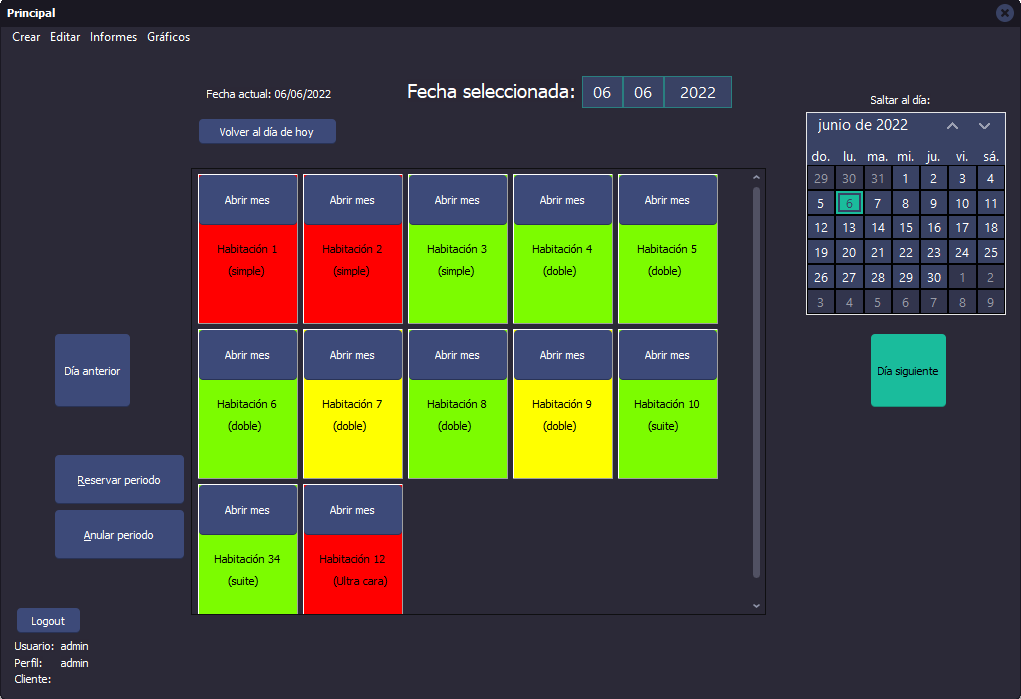 Principal
Crear Editar Informes Gráficos
Fecha actual: 06/06/2022
Fecha seleccionada: 06 06 2022
Volver al día de hoy
Saltar al día:
junio de 2022
do. lu. ma. mi. ju. vi. sá.
29 30 31 1 2 3 4
5 6 7 8 9 10 11
12 13 14 15 16 17 18
19 20 21 22 23 24 25
26 27 28 29 30 1 2
3 4 5 6 7 8 9
Abrir mes Abrir mes Abrir mes Abrir mes Abrir mes
Habitación 1 Habitación 2 Habitación 3 Habitación 4 Habitación 5
(simple) (simple) (simple) (doble) (doble)
Abrir mes Abrir mes Abrir mes Abrir mes Abrir mes
Habitación 6 Habitación 7 Habitación 8 Habitación 9 Habitación 10
(doble) (doble) (doble) (doble) (suite)
Abrir mes Abrir mes
Habitación 34 Habitación 12
(suite) (Ultra cara)
Día anterior
Día siguiente
Reservar periodo
Anular periodo
Logout
Usuario: admin
Perfil: admin
Cliente: